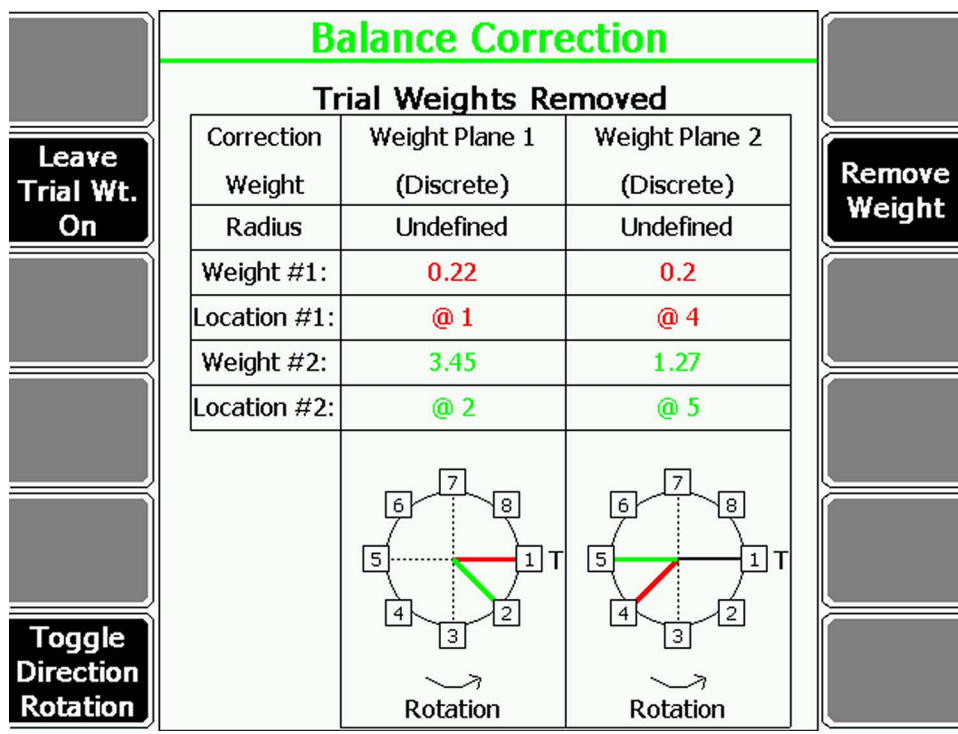 Balance Correction
Trial Weights Removed
Leave
Trial Wt.
On
Toggle
Direction
Rotation
Correction Weight Plane 1 Weight Plane 2
Weight (Discrete) (Discrete)
Radius Undefined Undefined
Weight #1: 0.22 0.2
Location #1: @ 1 @ 4
Weight #2: 3.45 1.27
Location #2: @ 2 @ 5
7
6 8
5 1 T
4 2
3
Rotation
7
6 8
5 1 T
4 2
3
Rotation
Remove
Weight